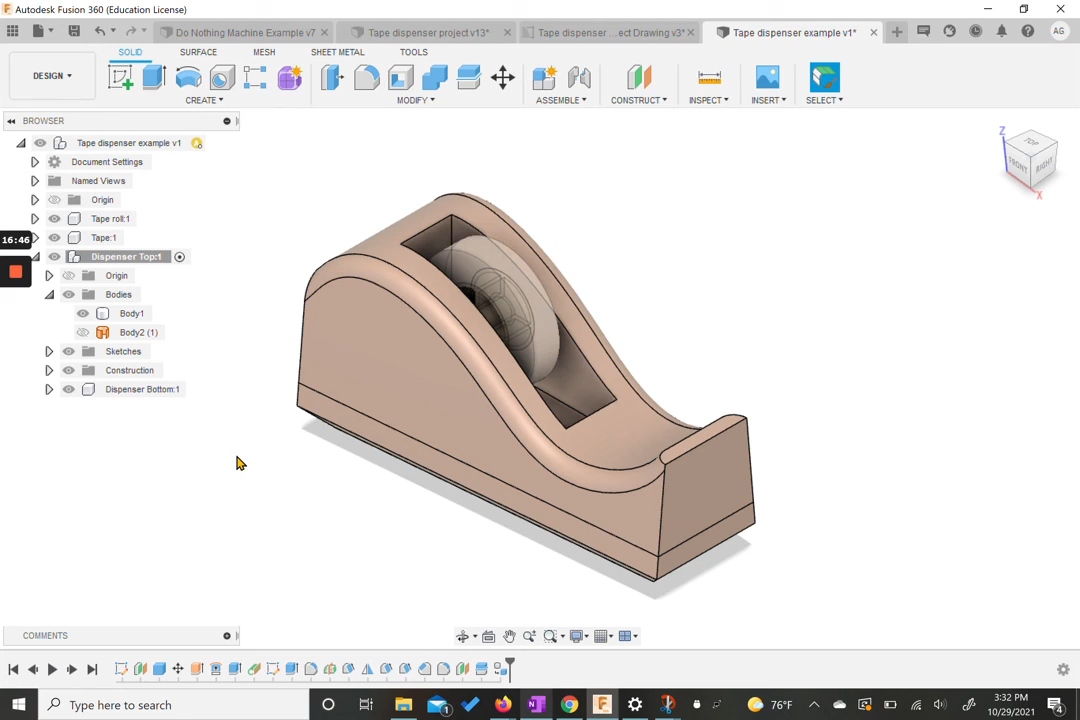 Autodesk Fusion 360 (Education License)
Do Nothing Machine Example v7
Tape dispenser project v13*
Tape dispenser ...ect Drawing v3*
Tape dispenser example v1*
AG
SOLID SURFACE MESH SHEET METAL TOOLS
DESIGN
CREATE MODIFY ASSEMBLE CONSTRUCT INSPECT INSERT SELECT
BROWSER
Tape dispenser example v1
Document Settings
Named Views
Origin
Tape roll:1
16:46
Tape:1
Dispenser Top:1
Origin
Bodies
Body1
Body2 (1)
Sketches
Construction
Dispenser Bottom:1
Z
TOP
FRONT
RIGHT
X
COMMENTS
Type here to search
1
76°F
3:32 PM
10/29/2021
4